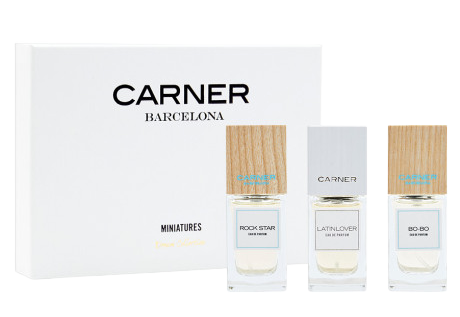 CARNER
BARCELONA
MINIATURES
ROCK STAR
EAU DE PARFUM
CARNER
LATIN LOVER
EAU DE PARFUM
BO-BO
EAU DE PARFUM